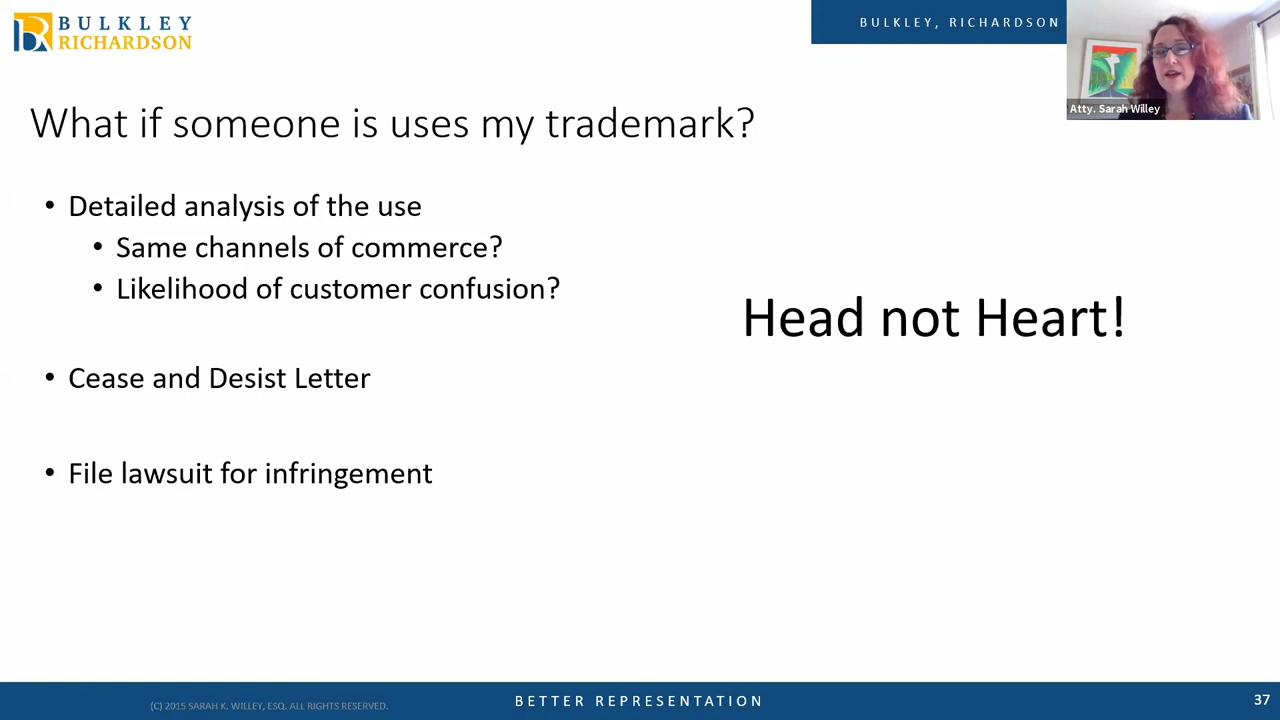 BULKLEY
RICHARDSON
BULKLEY, RICHARDSON
Atty. Sarah Willey
What if someone is uses my trademark?
• Detailed analysis of the use
• Same channels of commerce?
• Likelihood of customer confusion?
Head not Heart!
• Cease and Desist Letter
• File lawsuit for infringement
(C) 2015 SARAH K. WILLEY, ESQ. ALL RIGHTS RESERVED.
BETTER REPRESENTATION
37